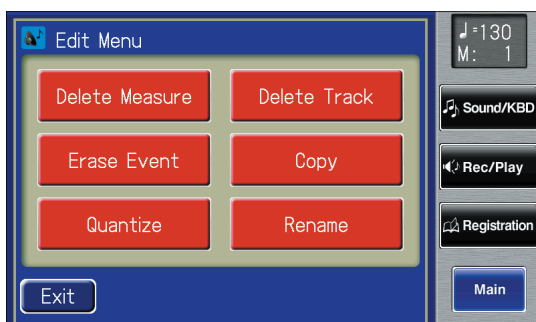 Edit Menu
Delete Measure
Delete Track
Erase Event
Copy
Quantize
Rename
Exit
♩=130
M: 1
Sound/KBD
Rec/Play
Registration
Main